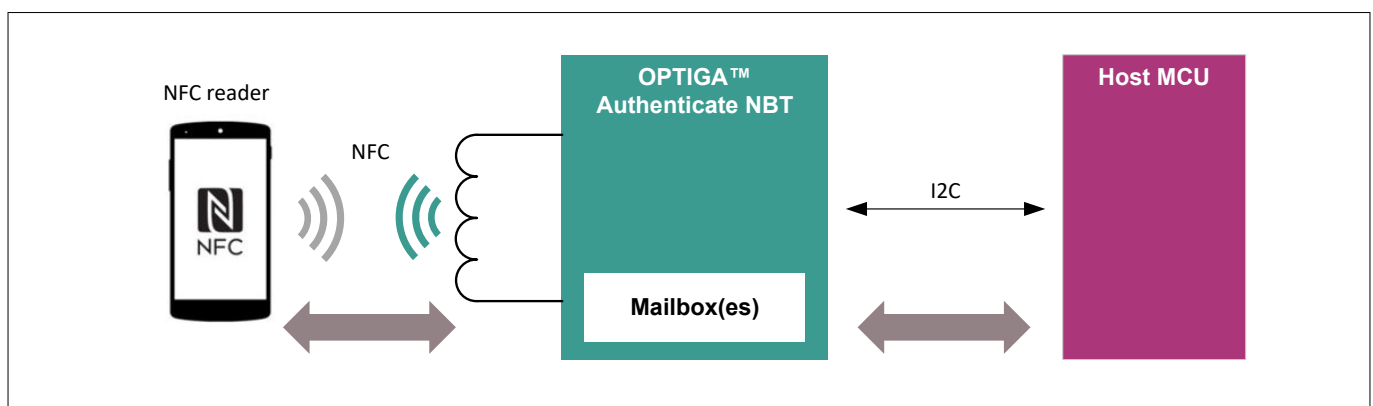 NFC reader
NFC
NFC
OPTIGA™
Authenticate NBT
Mailbox(es)
I2C
Host MCU